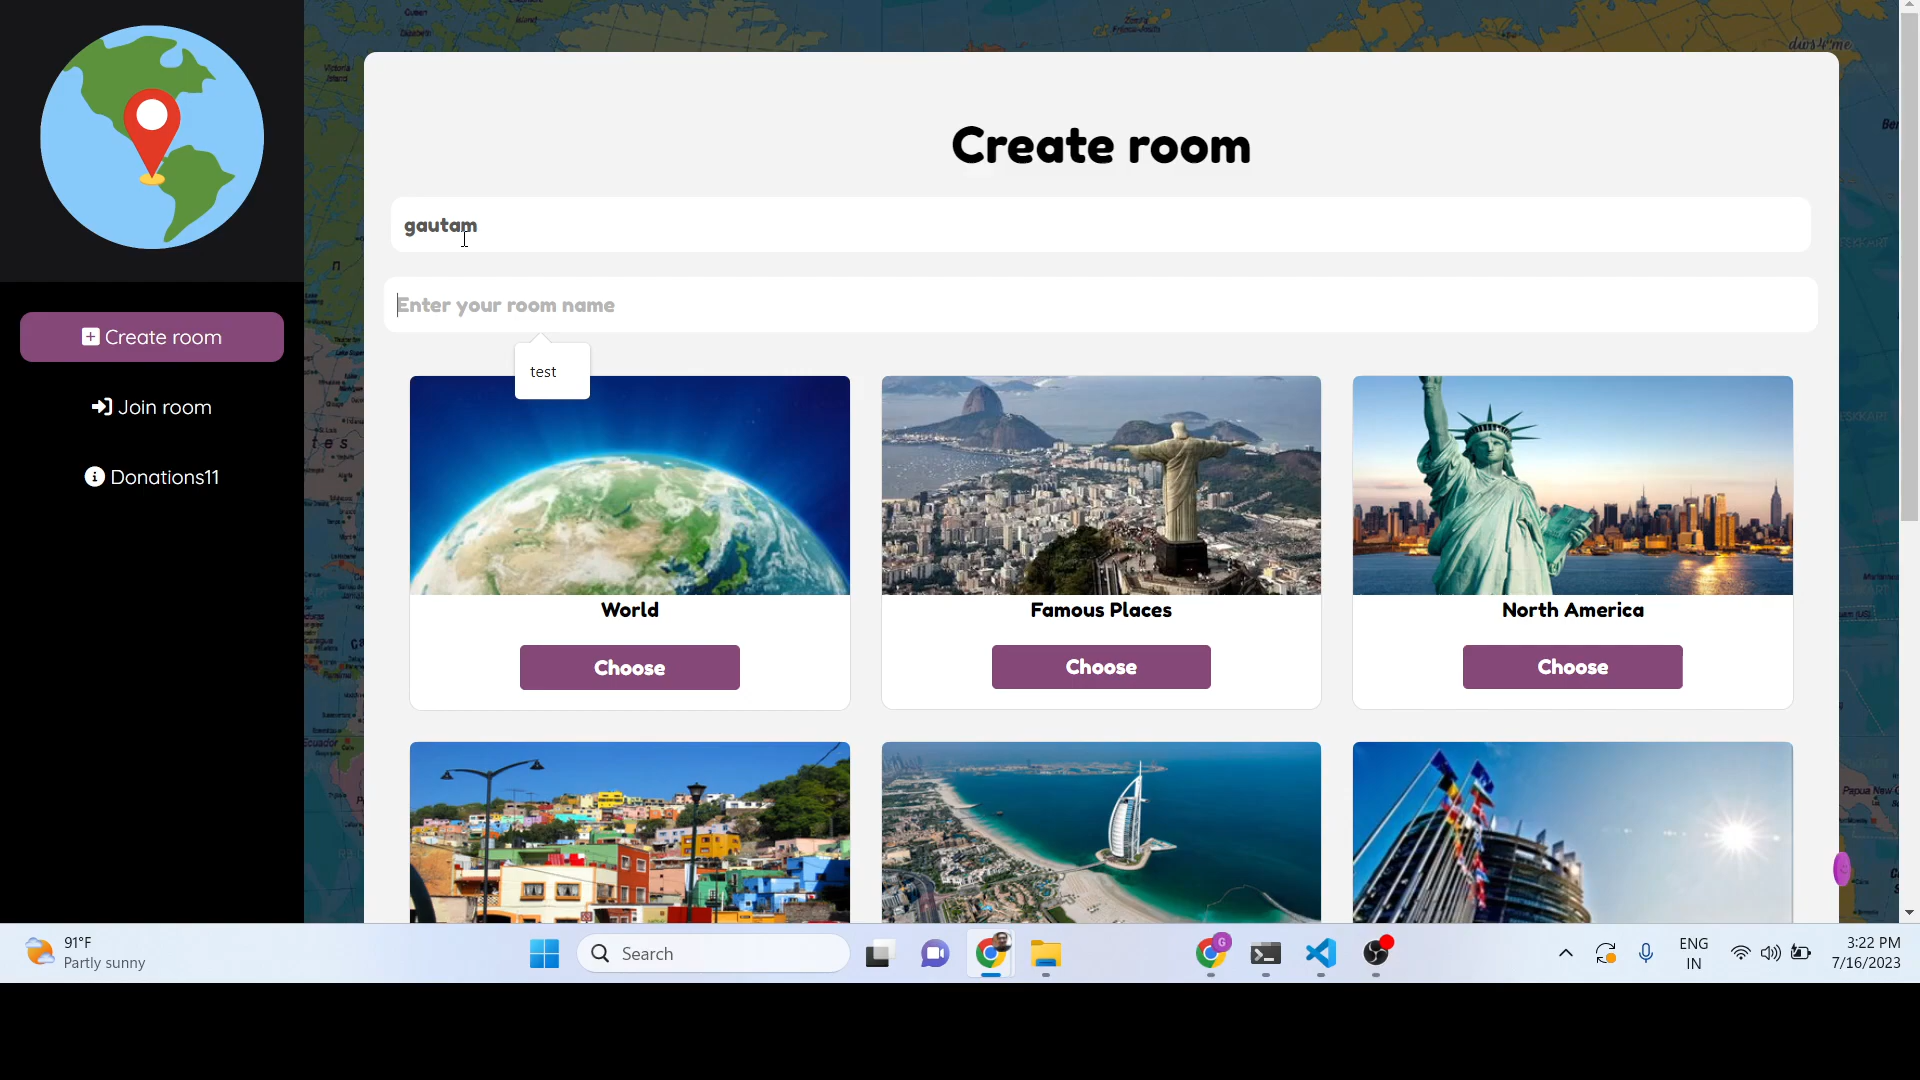 Create room
Join room
Donations11
Create room
gautam
Enter your room name
test
World
Famous Places
North America
Choose
Choose
Choose
91°F
Partly sunny
Search
ENG
IN
3:22 PM
7/16/2023